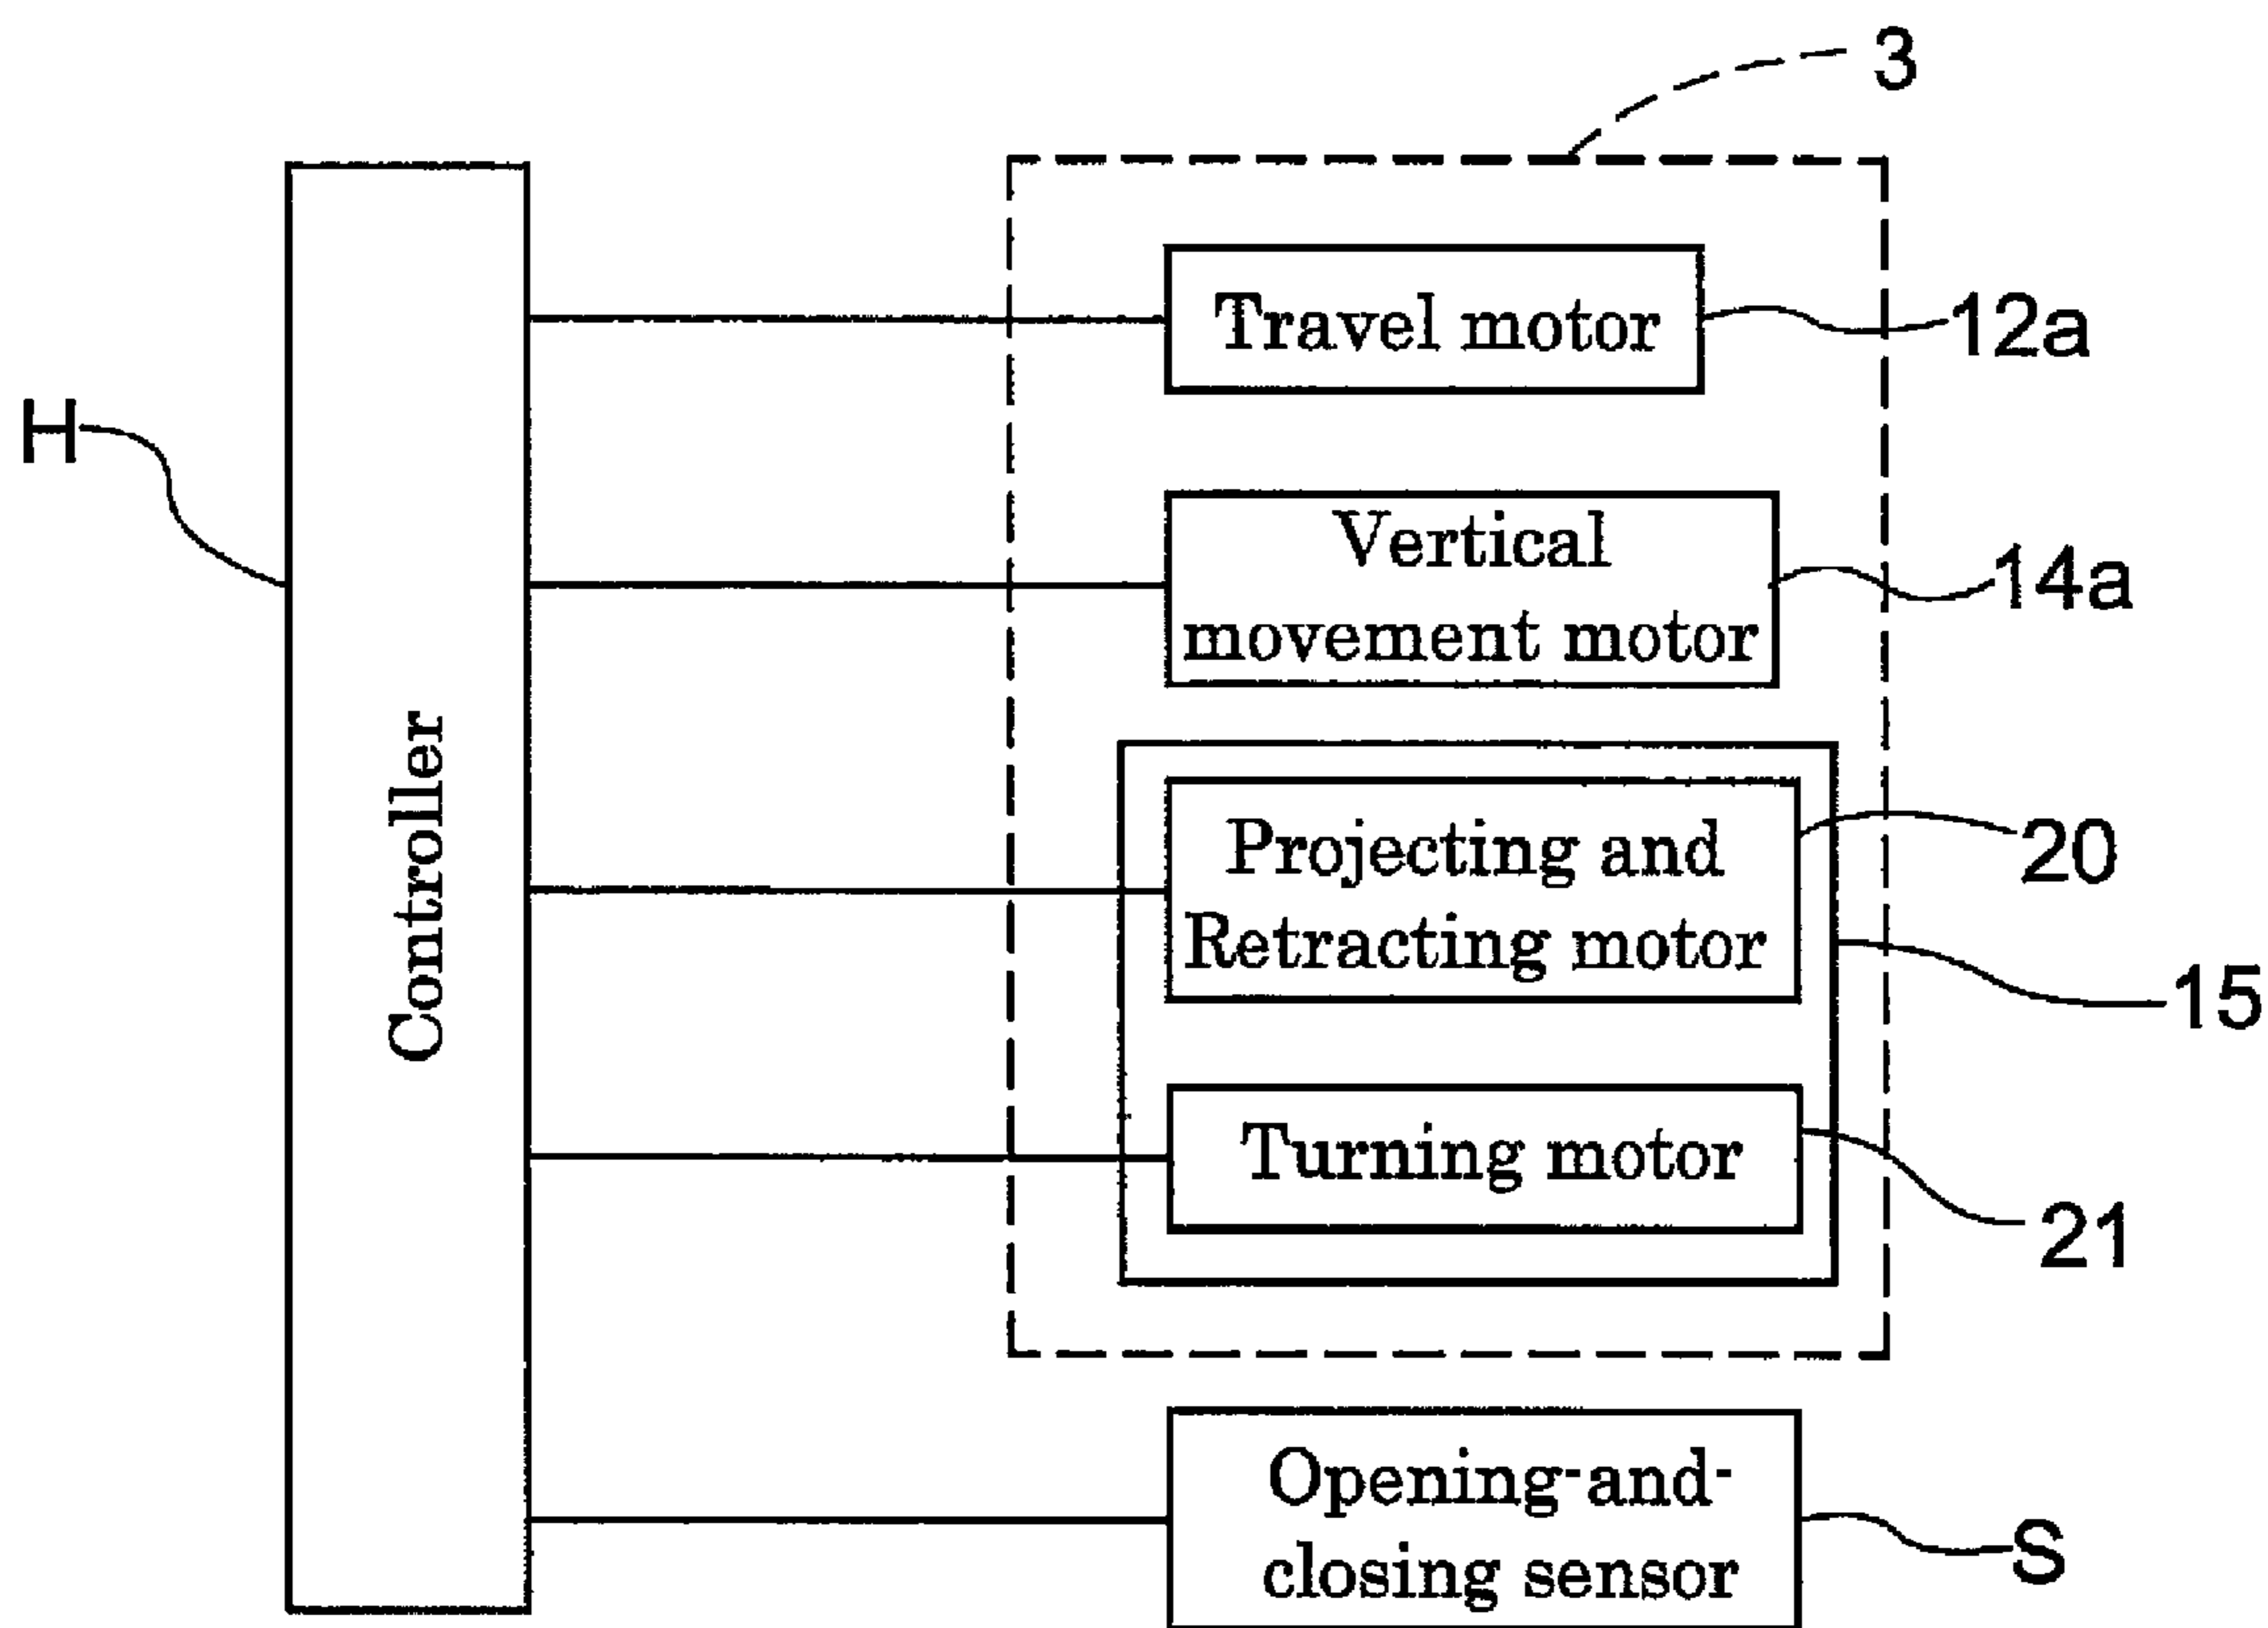 3
Travel motor
12a
H
Vertical
movement motor
14a
Controller
Projecting and
Retracting motor
20
15
Turning motor
21
Opening-and-
closing sensor
S